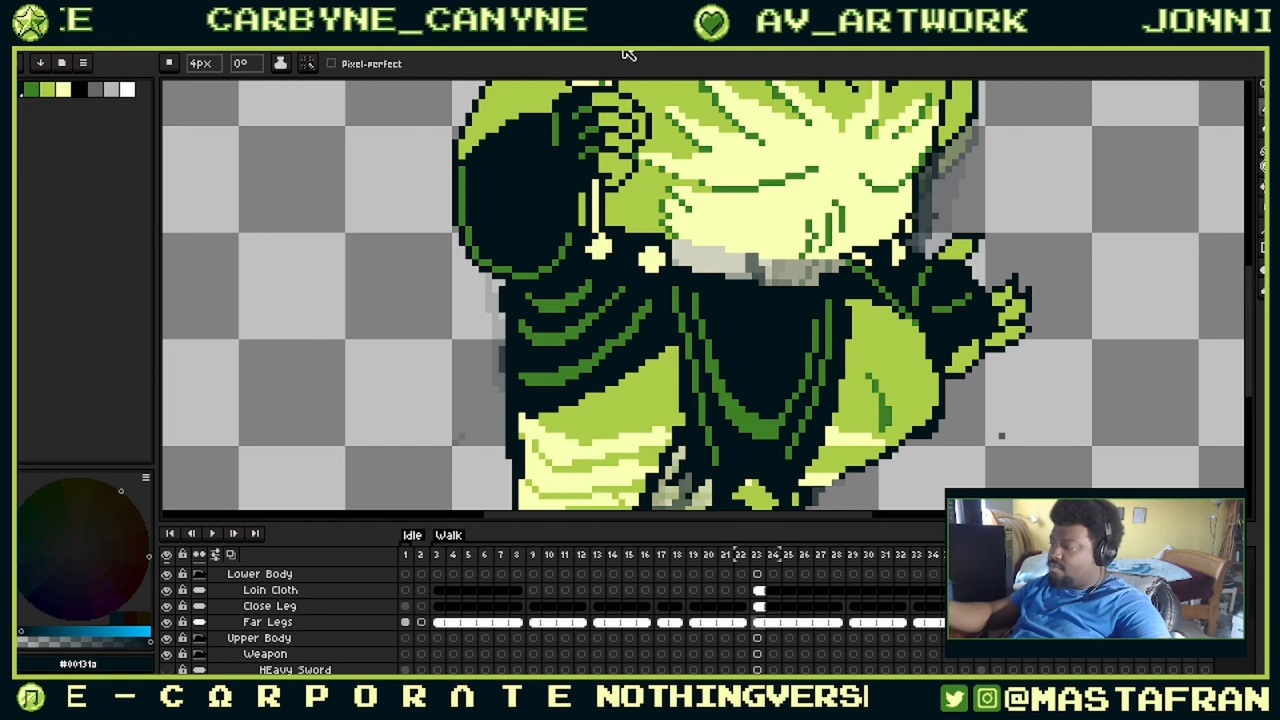 E CARBYNE_CANYNE AV_ARTWORK JONNI
4px 0° Pixel-perfect
Idle Walk
1 2 3 4 5 6 7 8 9 10 11 12 13 14 15 16 17 18 19 20 21 22 23 24 25 26 27 28 29 30 31 32 33 34
Lower Body
Loin Cloth
Close Leg
Far Legs
Upper Body
Weapon
HEavy Sword
#00131a
E - CΩRPORΛTE NOTHINGVERS @MASTAFRAN